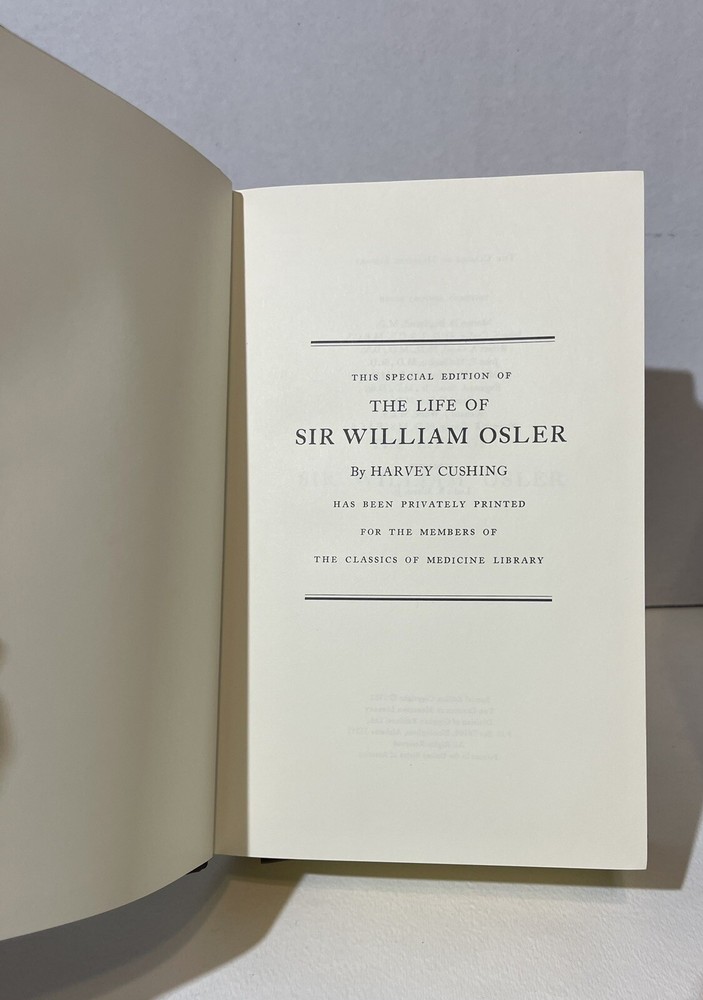 THIS SPECIAL EDITION OF
THE LIFE OF
SIR WILLIAM OSLER
By HARVEY CUSHING
HAS BEEN PRIVATELY PRINTED
FOR THE MEMBERS OF
THE CLASSICS OF MEDICINE LIBRARY